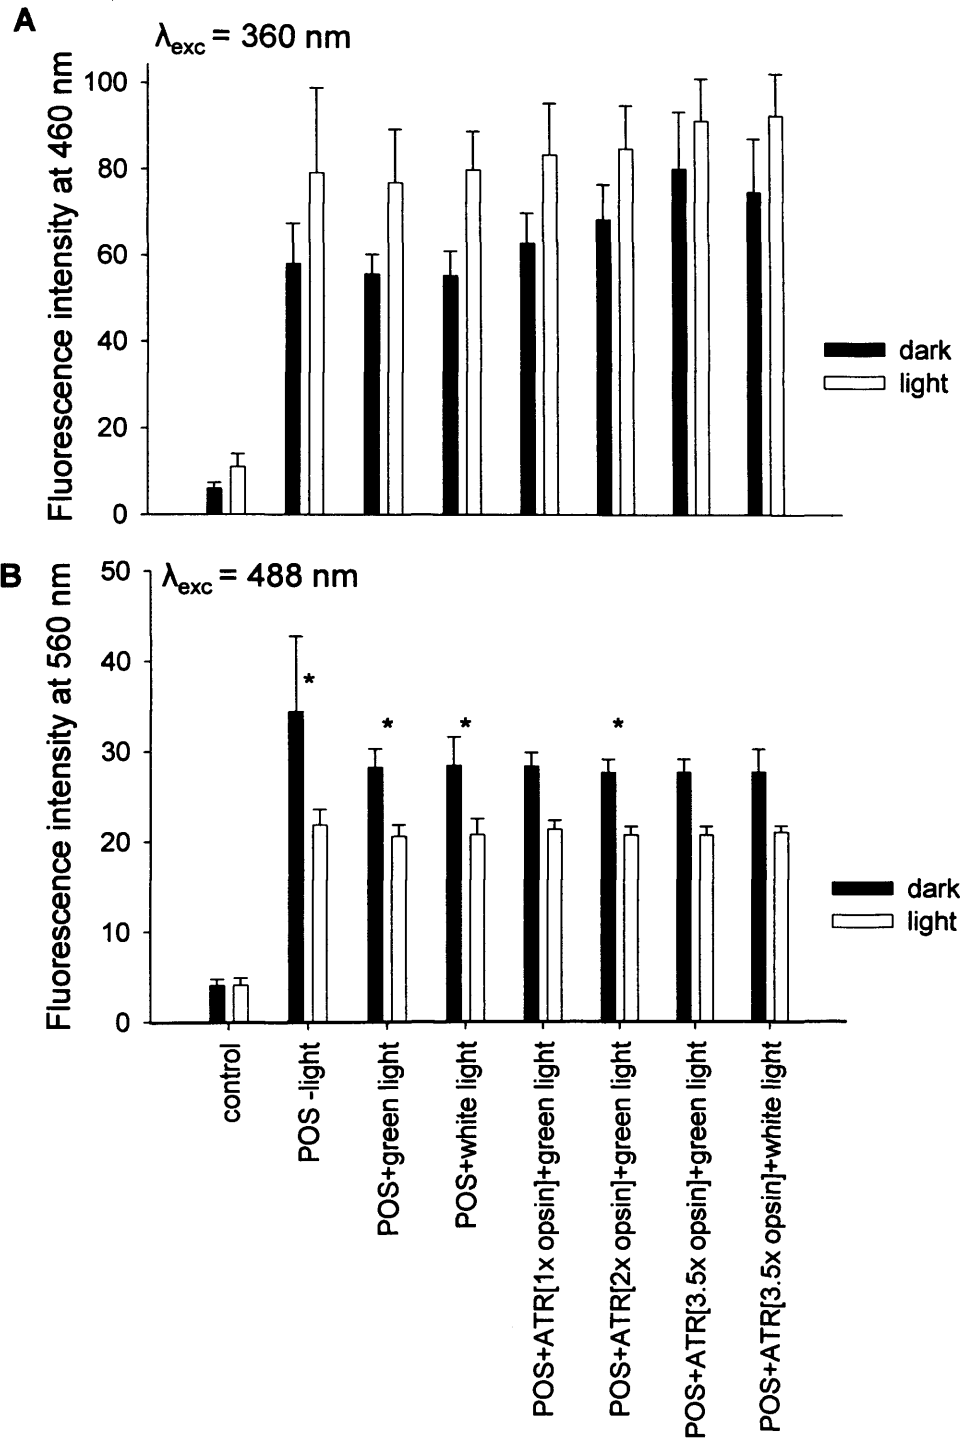 A
λexc = 360 nm
Fluorescence intensity at 460 nm
100
80
60
40
20
0
dark
light
B
λexc = 488 nm
Fluorescence intensity at 560 nm
50
40
30
20
10
0
*
*
*
*
dark
light
control
POS -light
POS+green light
POS+white light
POS+ATR[1x opsin]+green light
POS+ATR[2x opsin]+green light
POS+ATR[3.5x opsin]+green light
POS+ATR[3.5x opsin]+white light